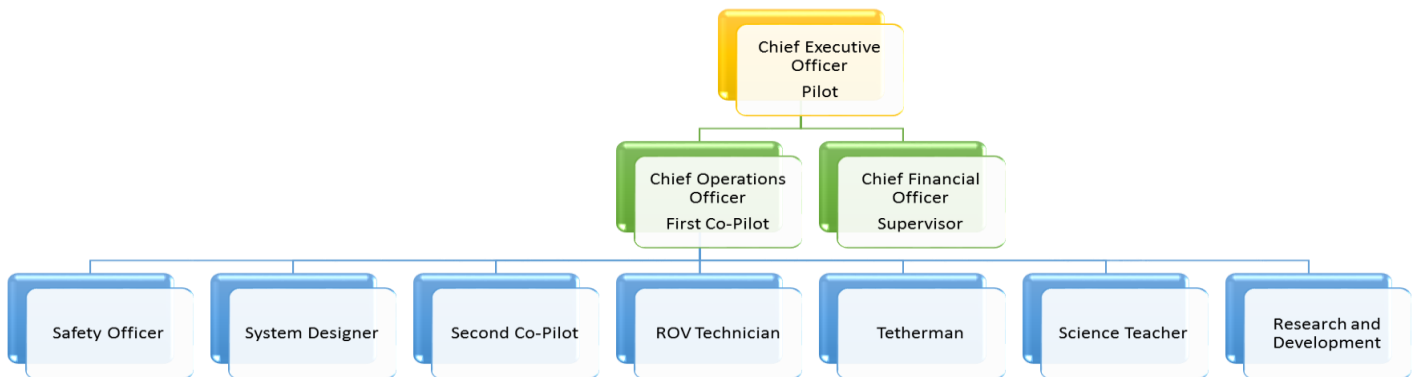 Chief Executive
Officer
Pilot
Chief Operations
Officer
First Co-Pilot
Chief Financial
Officer
Supervisor
Safety Officer
System Designer
Second Co-Pilot
ROV Technician
Tetherman
Science Teacher
Research and
Development